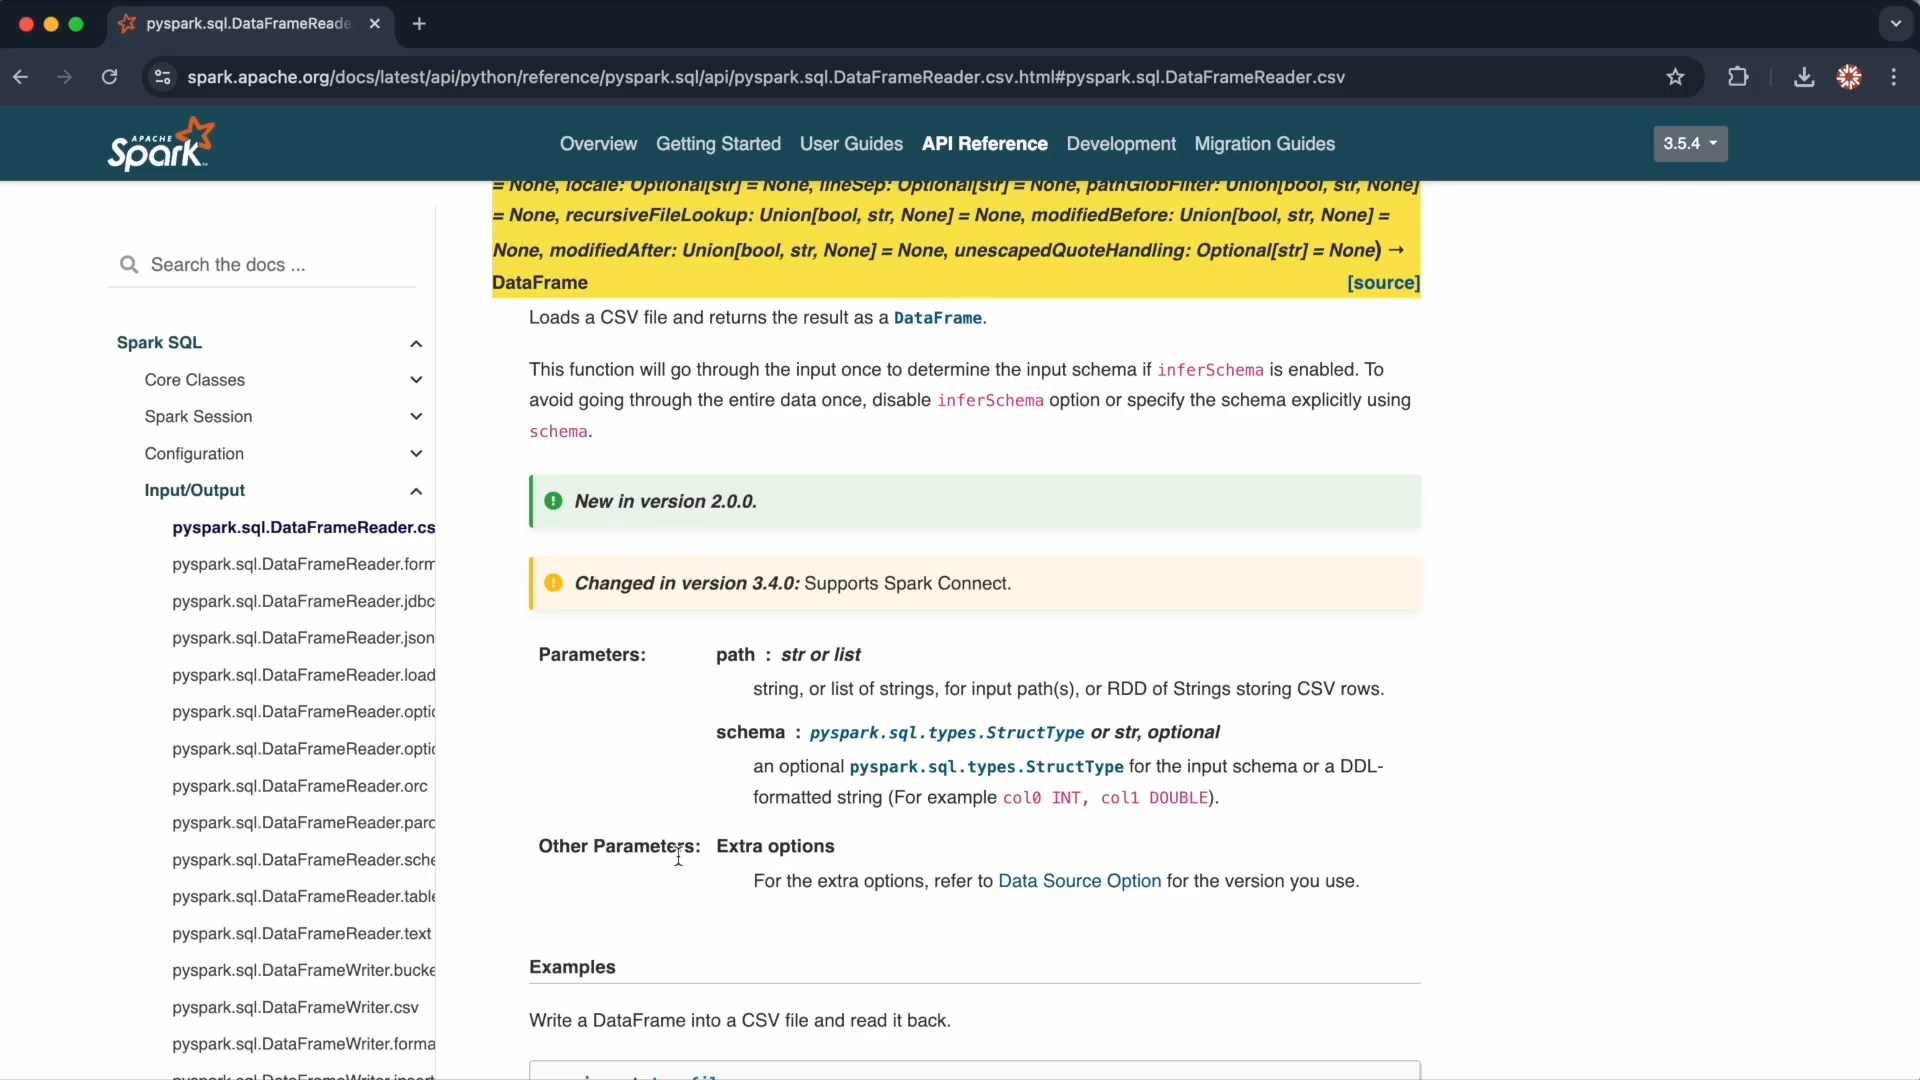 pyspark.sql.DataFrameReade
spark.apache.org/docs/latest/api/python/reference/pyspark.sql/api/pyspark.sql.DataFrameReader.csv.html#pyspark.sql.DataFrameReader.csv
APACHE
Spark
Overview Getting Started User Guides API Reference Development Migration Guides
3.5.4
= None, locale: Optional[str] = None, lineSep: Optional[str] = None, pathGlobFilter: Union[bool, str, None]
= None, recursiveFileLookup: Union[bool, str, None] = None, modifiedBefore: Union[bool, str, None] =
None, modifiedAfter: Union[bool, str, None] = None, unescapedQuoteHandling: Optional[str] = None) →
DataFrame [source]
Search the docs ...
Spark SQL
Core Classes
Spark Session
Configuration
Input/Output
pyspark.sql.DataFrameReader.cs
pyspark.sql.DataFrameReader.form
pyspark.sql.DataFrameReader.jdbc
pyspark.sql.DataFrameReader.json
pyspark.sql.DataFrameReader.load
pyspark.sql.DataFrameReader.optio
pyspark.sql.DataFrameReader.optio
pyspark.sql.DataFrameReader.orc
pyspark.sql.DataFrameReader.parq
pyspark.sql.DataFrameReader.sche
pyspark.sql.DataFrameReader.table
pyspark.sql.DataFrameReader.text
pyspark.sql.DataFrameWriter.bucke
pyspark.sql.DataFrameWriter.csv
pyspark.sql.DataFrameWriter.forma
pyspark.sql.DataFrameWriter.insert
Loads a CSV file and returns the result as a DataFrame.
This function will go through the input once to determine the input schema if inferSchema is enabled. To
avoid going through the entire data once, disable inferSchema option or specify the schema explicitly using
schema.
New in version 2.0.0.
Changed in version 3.4.0: Supports Spark Connect.
Parameters: path : str or list
string, or list of strings, for input path(s), or RDD of Strings storing CSV rows.
schema : pyspark.sql.types.StructType or str, optional
an optional pyspark.sql.types.StructType for the input schema or a DDL-
formatted string (For example col0 INT, col1 DOUBLE).
Other Parameters: Extra options
For the extra options, refer to Data Source Option for the version you use.
Examples
Write a DataFrame into a CSV file and read it back.